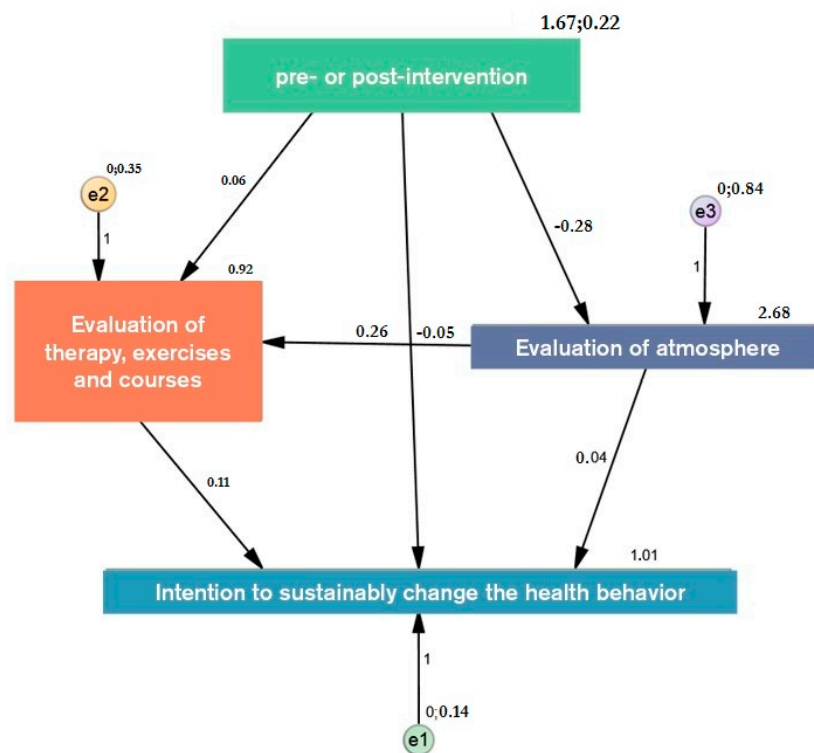 1.67;0.22
pre- or post-intervention
0;0.35
e2
0.06
0;0.84
e3
-0.28
1
1
0.92
2.68
Evaluation of
therapy, exercises
and courses
0.26
-0.05
Evaluation of atmosphere
0.11
0.04
1.01
Intention to sustainably change the health behavior
1
0;0.14
e1